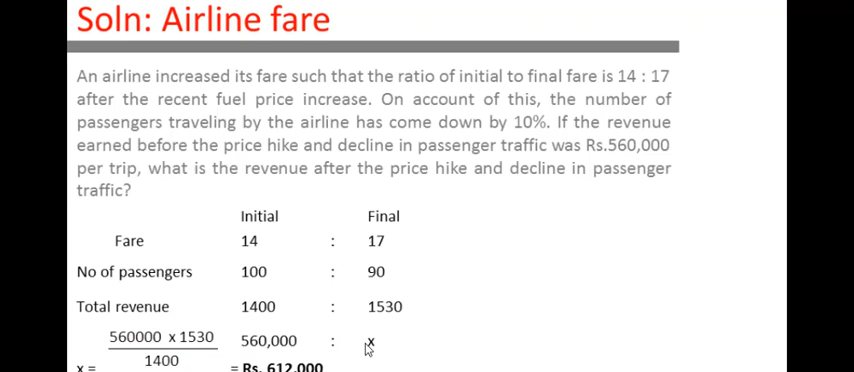 Soln: Airline fare
An airline increased its fare such that the ratio of initial to final fare is 14 : 17
after the recent fuel price increase. On account of this, the number of
passengers traveling by the airline has come down by 10%. If the revenue
earned before the price hike and decline in passenger traffic was Rs.560,000
per trip, what is the revenue after the price hike and decline in passenger
traffic?
Initial Final
Fare 14 : 17
No of passengers 100 : 90
Total revenue 1400 : 1530
560000 x 1530 560,000 : x
1400
x = = Rs. 612,000